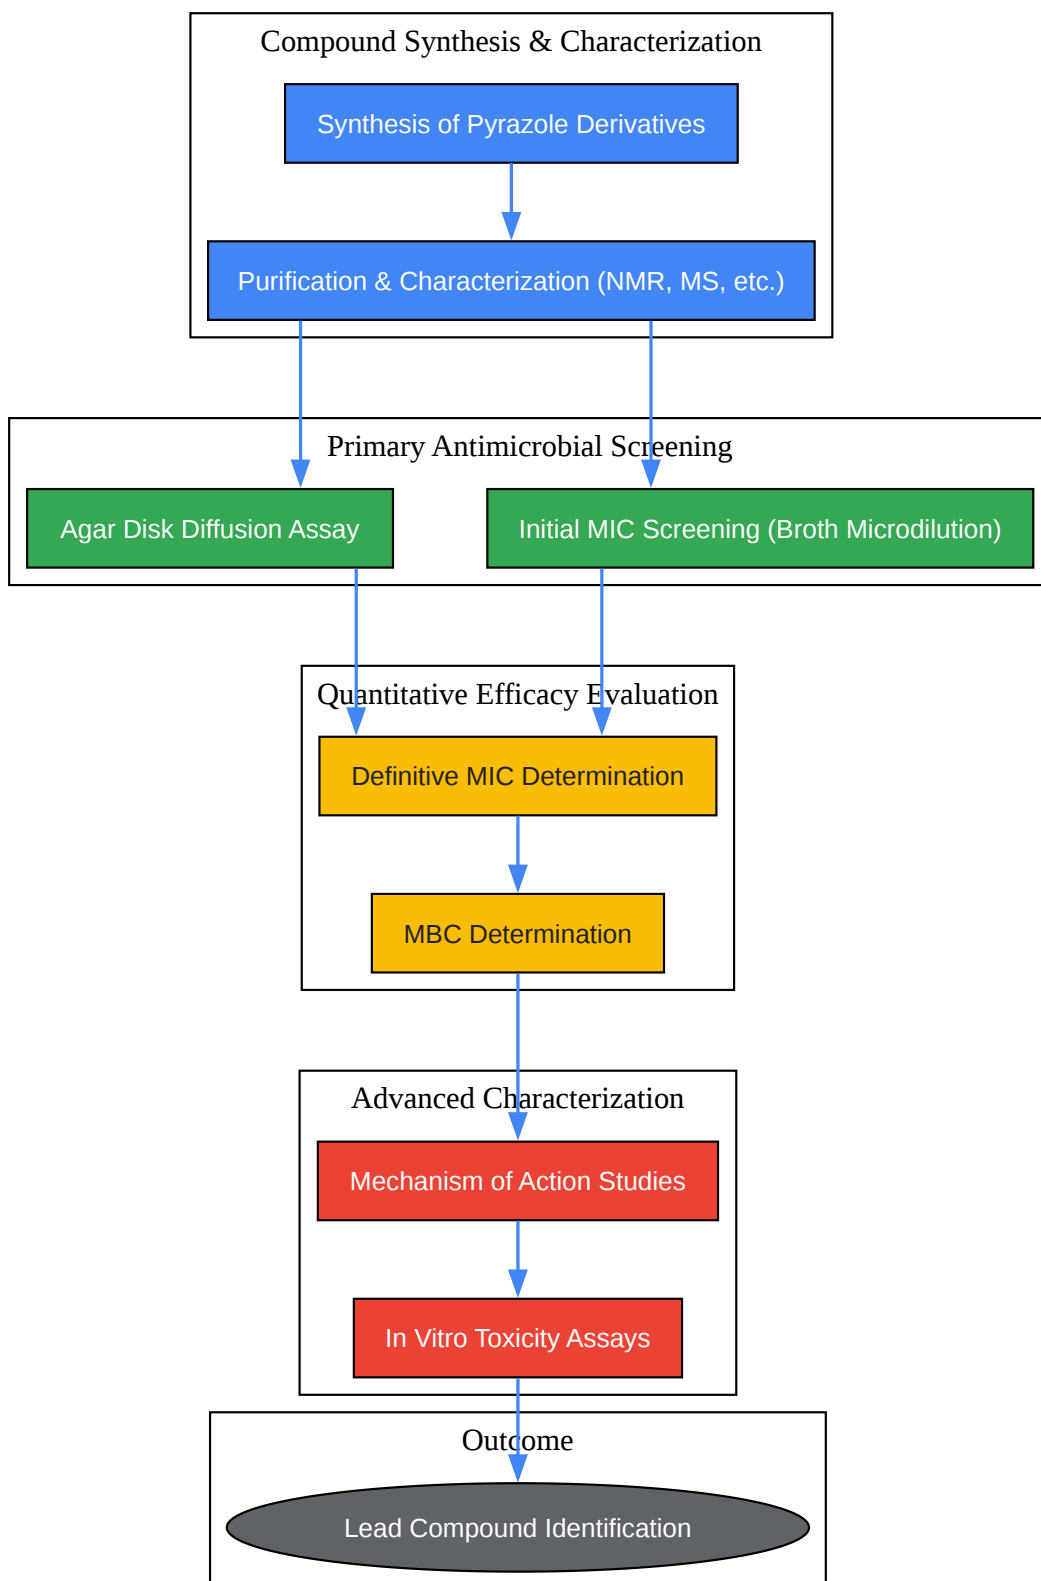 Compound Synthesis & Characterization
Synthesis of Pyrazole Derivatives
Purification & Characterization (NMR, MS, etc.)
Primary Antimicrobial Screening
Agar Disk Diffusion Assay
Initial MIC Screening (Broth Microdilution)
Quantitative Efficacy Evaluation
Definitive MIC Determination
MBC Determination
Advanced Characterization
Mechanism of Action Studies
In Vitro Toxicity Assays
Outcome
Lead Compound Identification